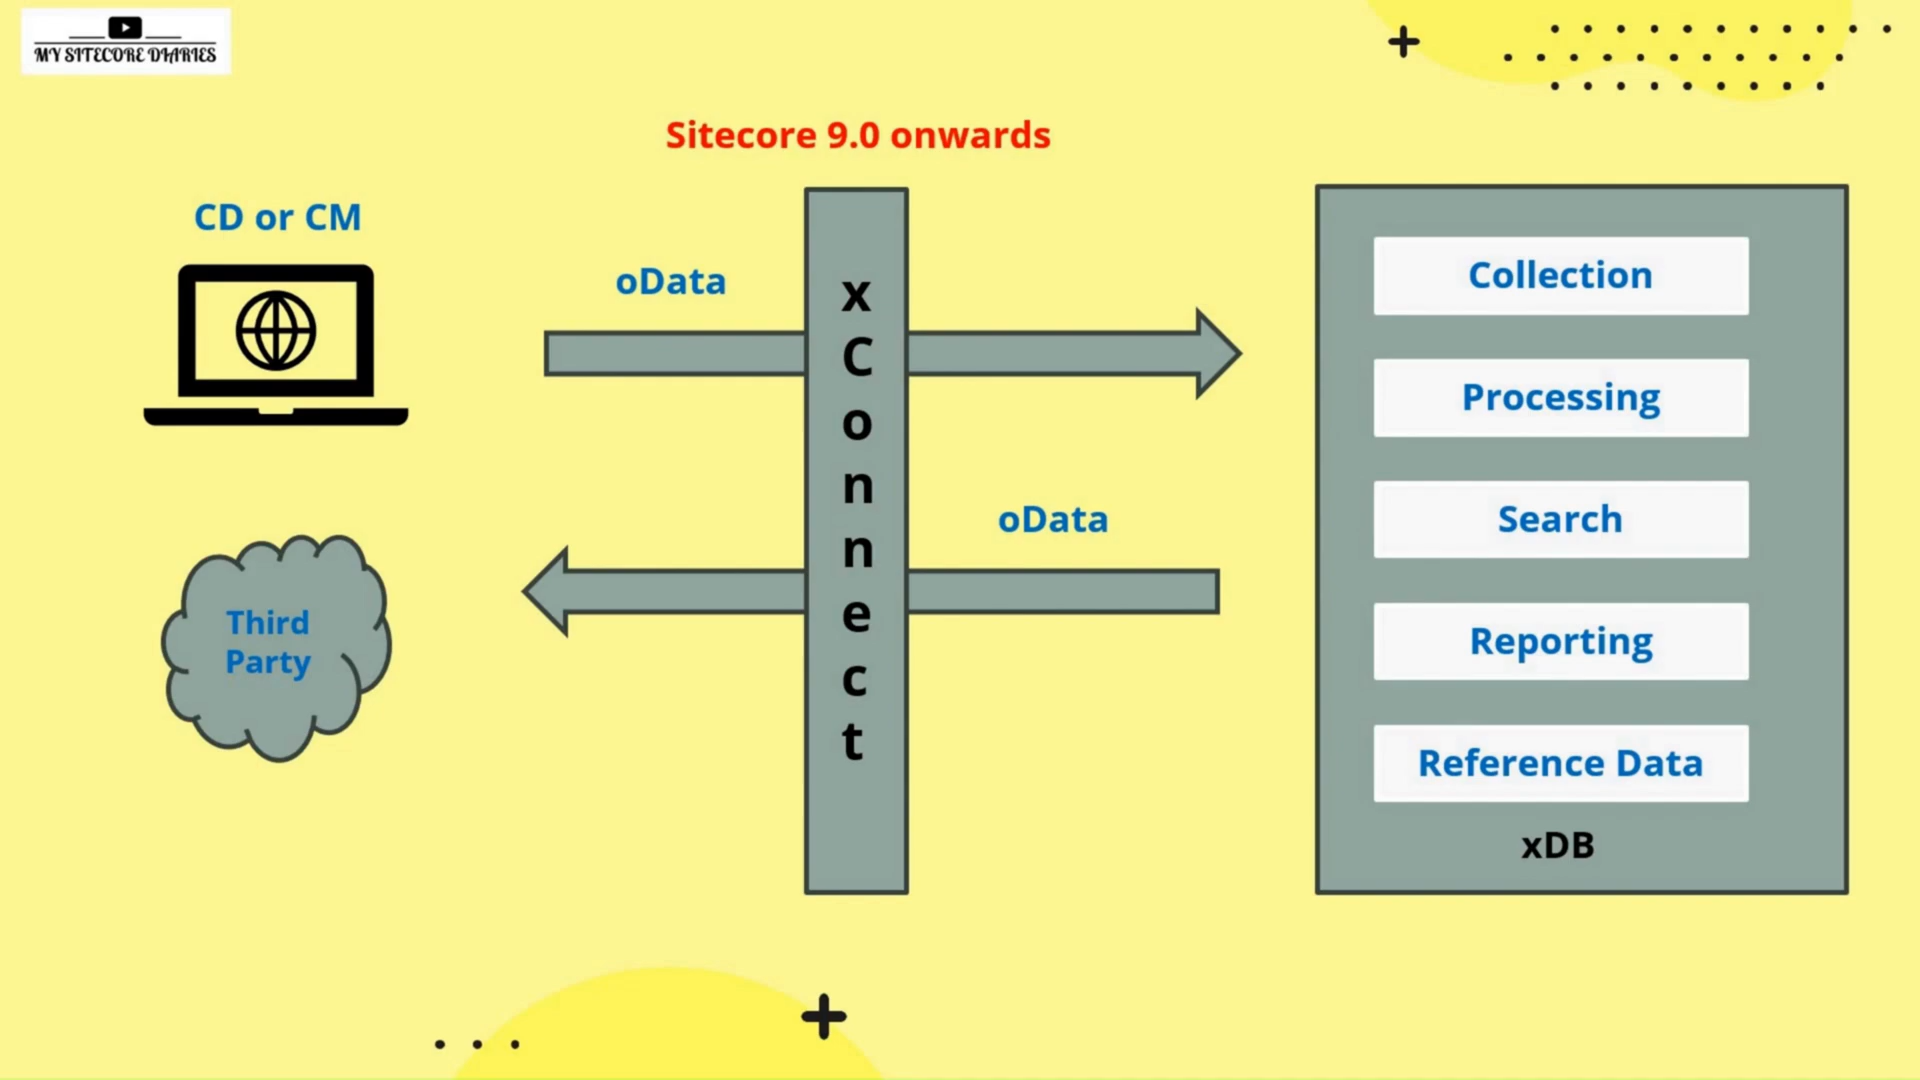 MY SITECORE DIARIES
Sitecore 9.0 onwards
CD or CM
oData
xConnect
oData
Third
Party
Collection
Processing
Search
Reporting
Reference Data
xDB